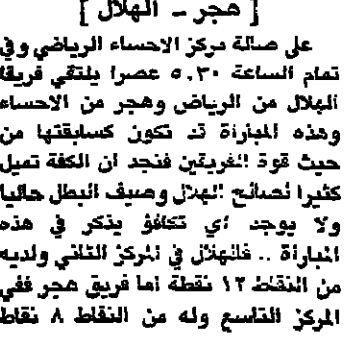 [ هجر ـ الهلال ]
على صالة مركز الاحساء الرياضي وفي
تمام الساعة ٥,٣٠ عصرا يلتقي فريقا
الهلال من الرياض وهجر من الاحساء
وهذه المباراة قد تكون كسابقتها من
حيث قوة الفريقين فنجد ان الكفة تميل
كثيرا لصالح الهلال وصيف البطل حاليا
ولا يوجد أي تكافؤ يذكر في هذه
المباراة .. فالهلال في المركز الثاني ولديه
من النقاط ١٢ نقطة أما فريق هجر ففي
المركز التاسع وله من النقاط ٨ نقاط